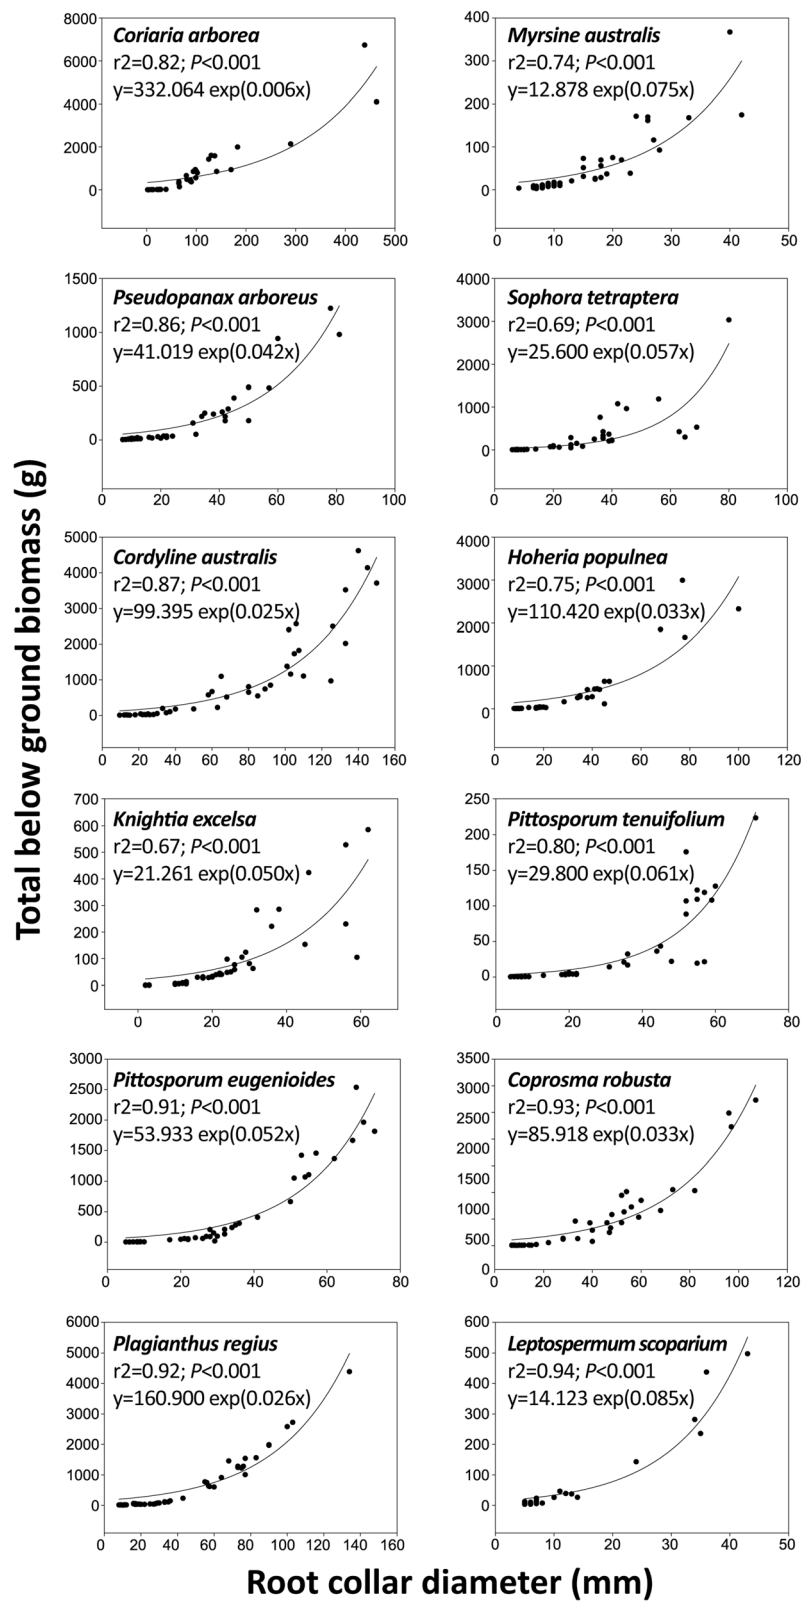 Total below ground biomass (g)
8000
6000
4000
2000
0
Coriaria arborea
r2=0.82; P<0.001
y=332.064 exp(0.006x)
0 100 200 300 400 500
400
300
200
100
0
Myrsine australis
r2=0.74; P<0.001
y=12.878 exp(0.075x)
0 10 20 30 40 50
1500
1000
500
0
Pseudopanax arboreus
r2=0.86; P<0.001
y=41.019 exp(0.042x)
0 20 40 60 80 100
4000
3000
2000
1000
0
Sophora tetraptera
r2=0.69; P<0.001
y=25.600 exp(0.057x)
0 20 40 60 80 100
5000
4000
3000
2000
1000
0
Cordyline australis
r2=0.87; P<0.001
y=99.395 exp(0.025x)
0 20 40 60 80 100 120 140 160
4000
3000
2000
1000
0
Hoheria populnea
r2=0.75; P<0.001
y=110.420 exp(0.033x)
0 20 40 60 80 100 120
700
600
500
400
300
200
100
0
Knightia excelsa
r2=0.67; P<0.001
y=21.261 exp(0.050x)
0 20 40 60
250
200
150
100
50
0
Pittosporum tenuifolium
r2=0.80; P<0.001
y=29.800 exp(0.061x)
0 20 40 60 80
3000
2500
2000
1500
1000
500
0
Pittosporum eugenioides
r2=0.91; P<0.001
y=53.933 exp(0.052x)
0 20 40 60 80
3500
3000
2500
2000
1500
1000
500
0
Coprosma robusta
r2=0.93; P<0.001
y=85.918 exp(0.033x)
0 20 40 60 80 100 120
6000
5000
4000
3000
2000
1000
0
Plagianthus regius
r2=0.92; P<0.001
y=160.900 exp(0.026x)
0 20 40 60 80 100 120 140 160
600
500
400
300
200
100
0
Leptospermum scoparium
r2=0.94; P<0.001
y=14.123 exp(0.085x)
0 10 20 30 40 50
Root collar diameter (mm)